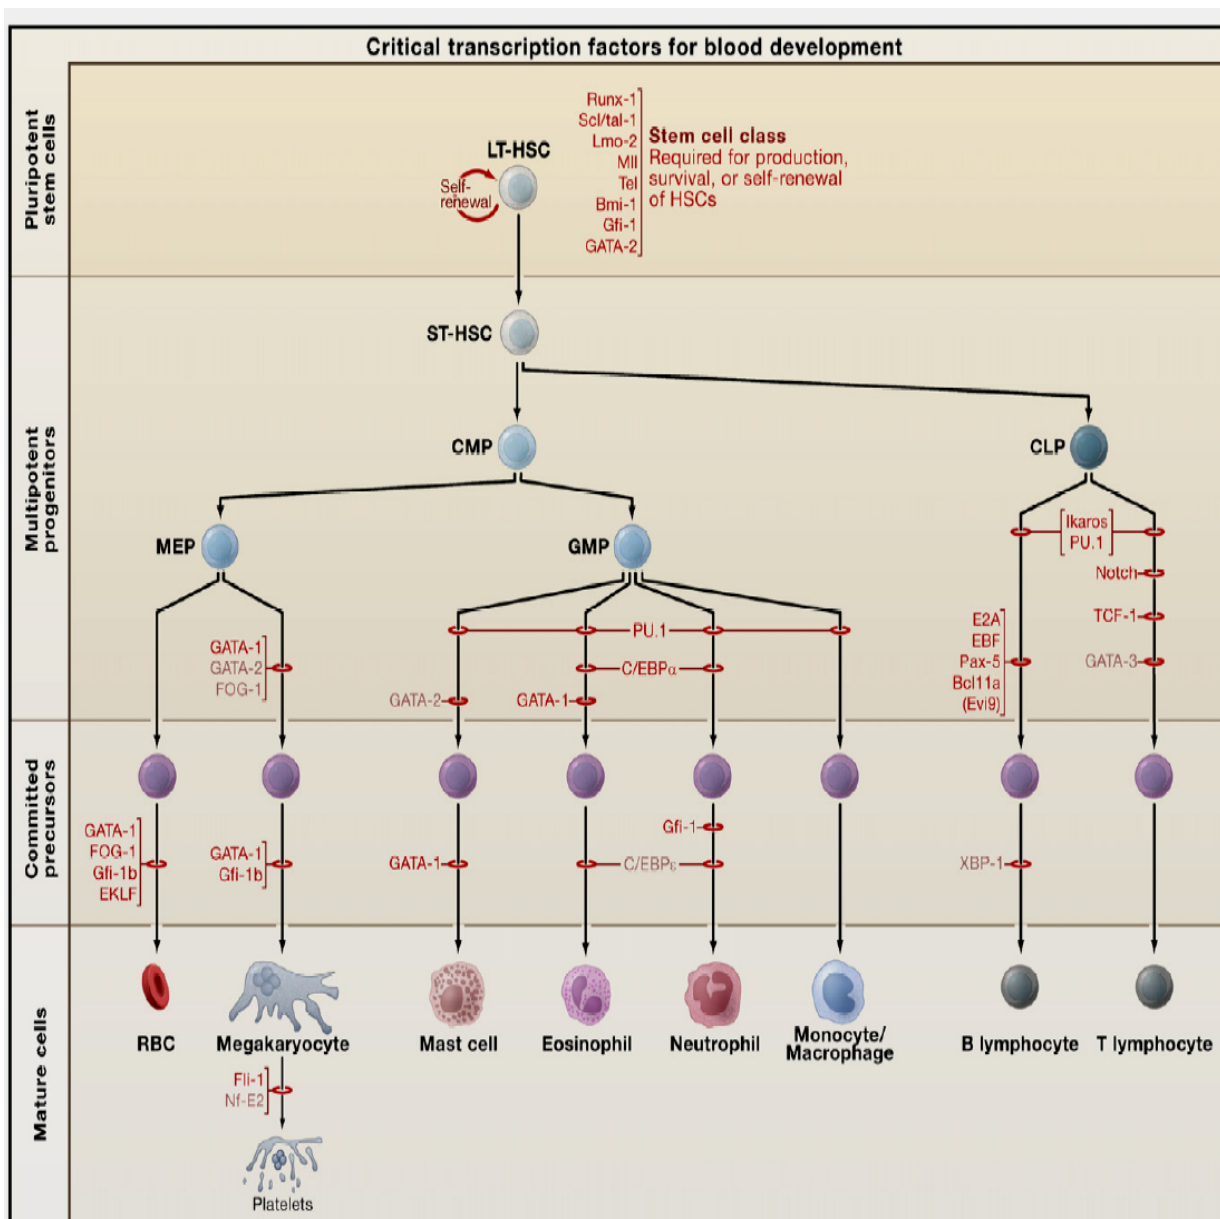 Critical transcription factors for blood development
Pluripotent
stem cells
Runx-1
Scl/tal-1
Lmo-2
Mll
Tel
Bmi-1
Gfi-1
GATA-2
Stem cell class
Required for production,
survival, or self-renewal
of HSCs
LT-HSC
Self-
renewal
Multipotent
progenitors
ST-HSC
CMP
CLP
MEP
GMP
Ikaros
PU.1
Notch
TCF-1
GATA-3
E2A
EBF
Pax-5
Bcl11a
(Evi9)
GATA-1
GATA-2
FOG-1
PU.1
C/EBPα
GATA-2
GATA-1
Committed
precursors
GATA-1
FOG-1
Gfi-1b
EKLF
GATA-1
Gfi-1b
GATA-1
Gfi-1
C/EBPε
XBP-1
Mature cells
RBC
Megakaryocyte
Mast cell
Eosinophil
Neutrophil
Monocyte/
Macrophage
B lymphocyte
T lymphocyte
Fli-1
Nf-E2
Platelets